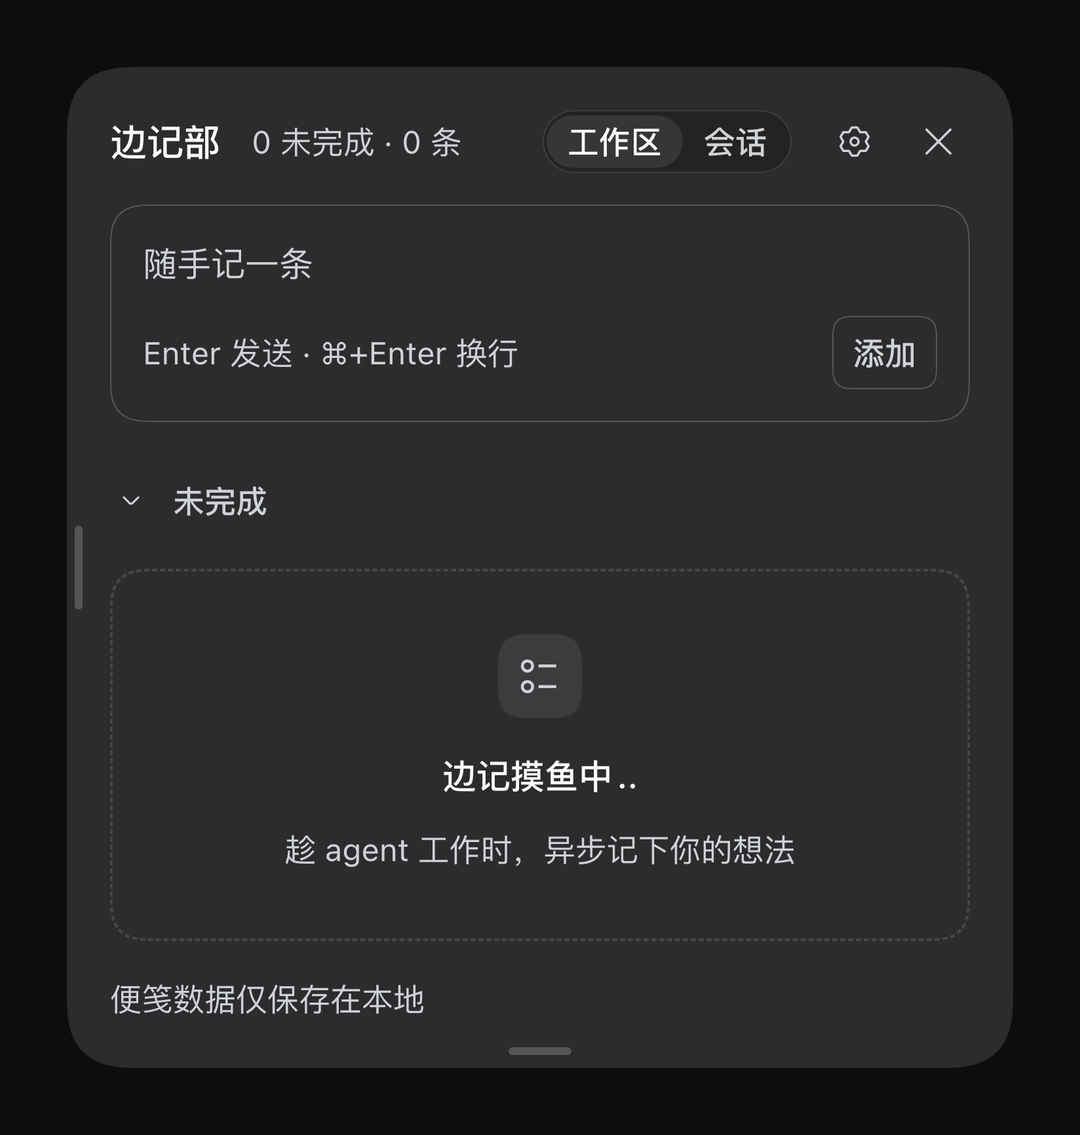 边记部 0 未完成 · 0 条 工作区 会话
随手记一条
Enter 发送 · ⌘+Enter 换行 添加
未完成
边记摸鱼中..
趁 agent 工作时，异步记下你的想法
便笺数据仅保存在本地